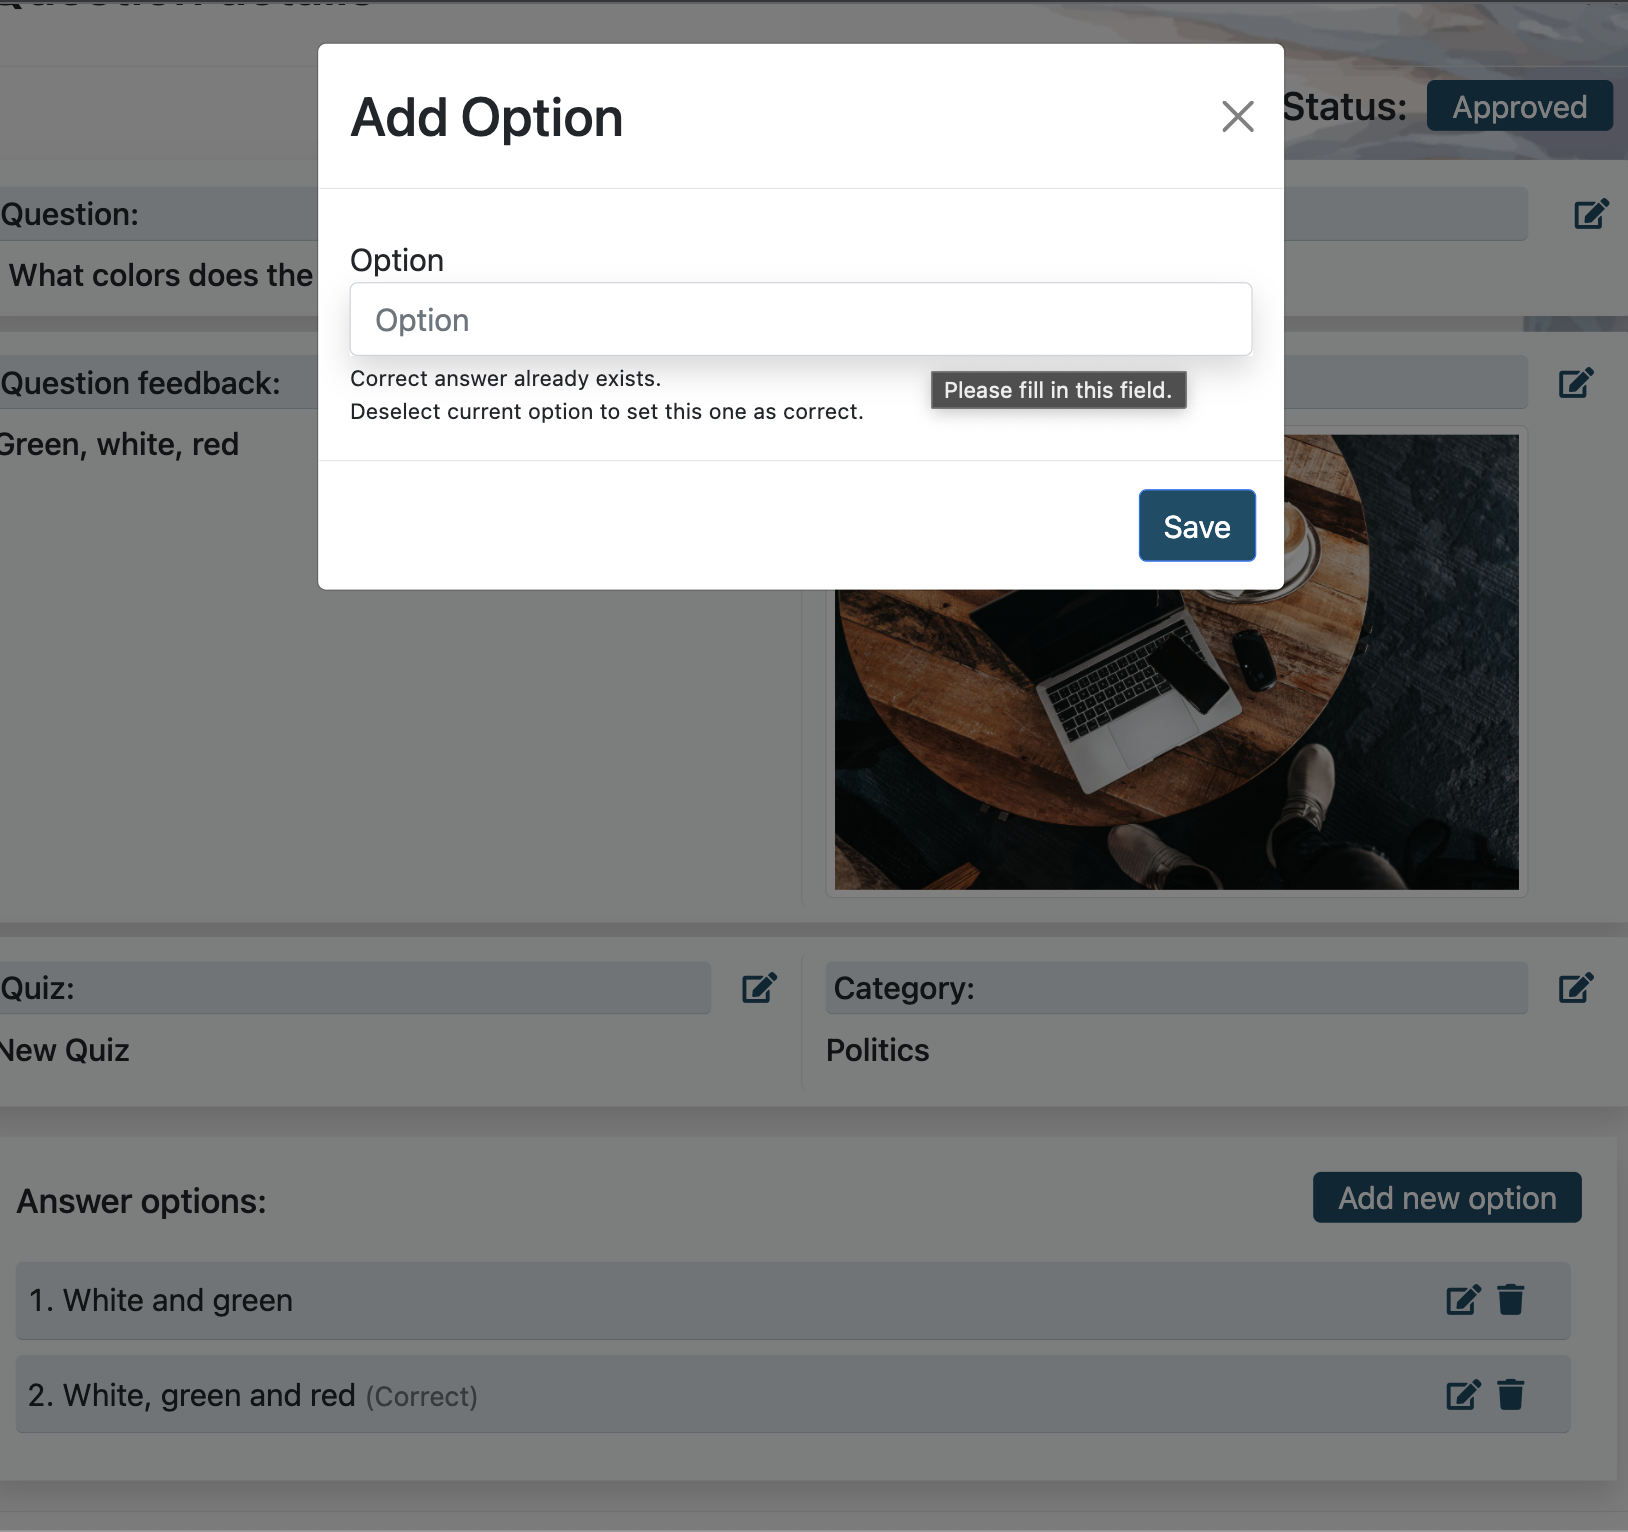 Question details
Add Option
Status:
Approved
Question:
What colors does the
Option
Option
Correct answer already exists.
Deselect current option to set this one as correct.
Please fill in this field.
Question feedback:
Green, white, red
Save
Quiz:
New Quiz
Category:
Politics
Answer options:
Add new option
1. White and green
2. White, green and red (Correct)